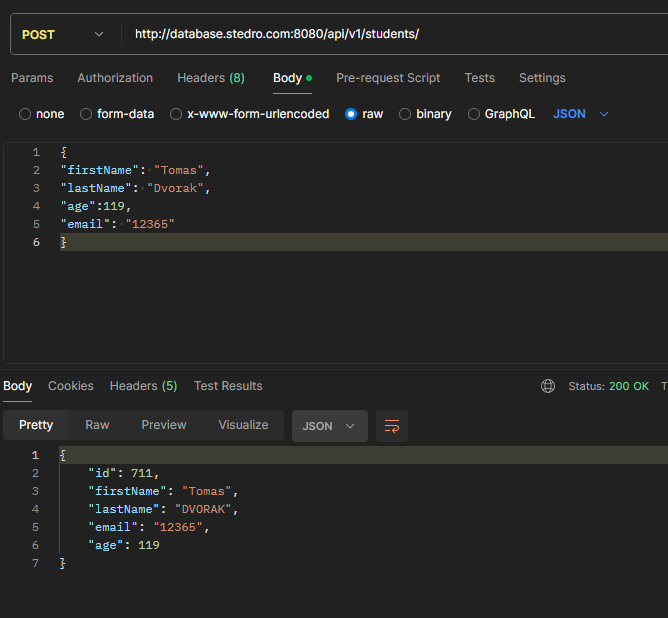 POST http://database.stedro.com:8080/api/v1/students/
Params Authorization Headers (8) Body Pre-request Script Tests Settings
none form-data x-www-form-urlencoded raw binary GraphQL JSON
1 {
2 "firstName": "Tomas",
3 "lastName": "Dvorak",
4 "age":119,
5 "email": "12365"
6 }
Body Cookies Headers (5) Test Results Status: 200 OK T
Pretty Raw Preview Visualize JSON
1 {
2 "id": 711,
3 "firstName": "Tomas",
4 "lastName": "DVORAK",
5 "email": "12365",
6 "age": 119
7 }